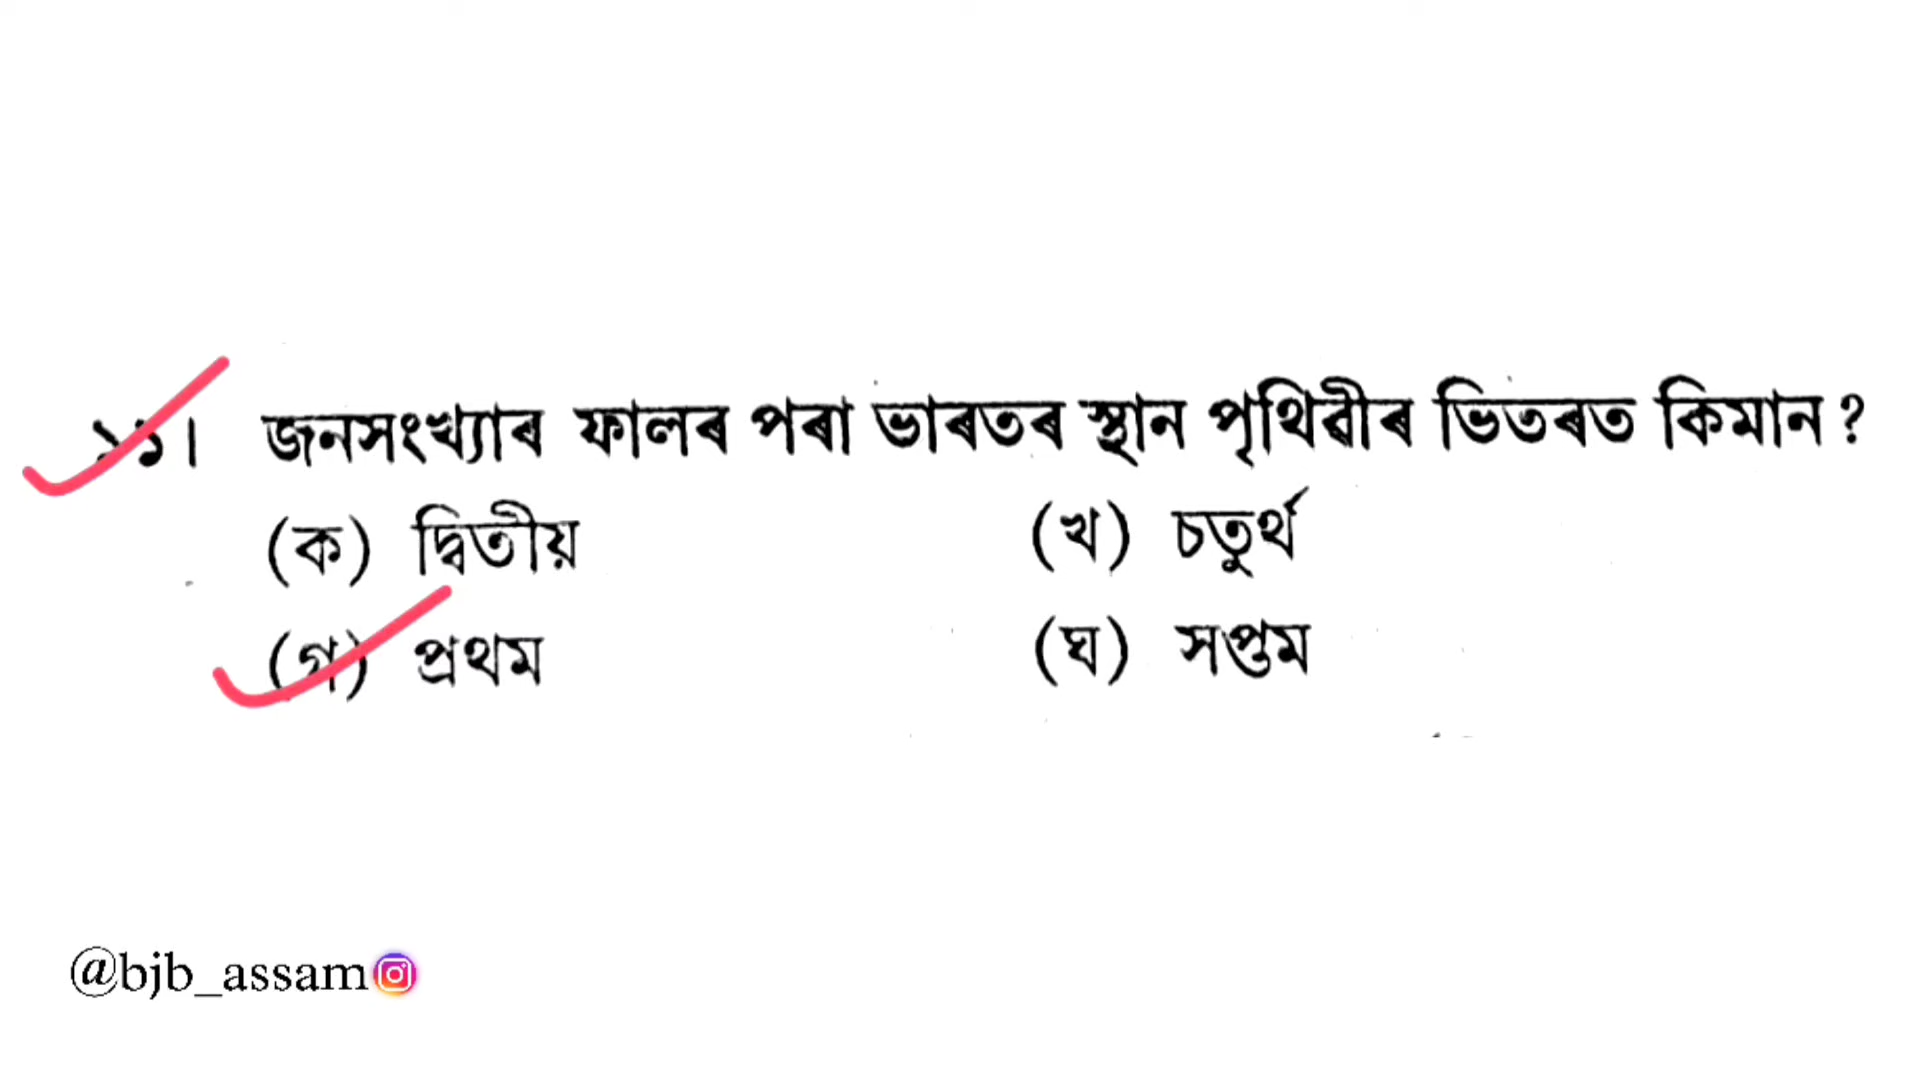 ১১। জনসংখ্যাৰ ফালৰ পৰা ভাৰতৰ স্থান পৃথিৱীৰ ভিতৰত কিমান?
(ক) দ্বিতীয় (খ) চতুৰ্থ
(গ) প্ৰথম (ঘ) সপ্তম
@bjb_assam